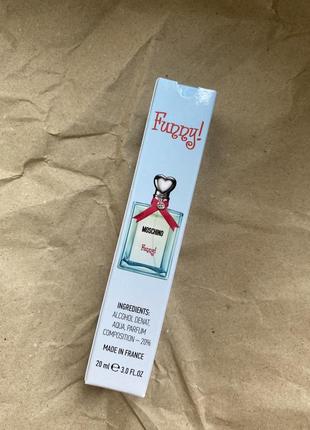 Funny!
MOSCHINO
Funny!
INGREDIENTS:
ALCOHOL DENAT,
AQUA, PARFUM
COMPOSITION – 20%
MADE IN FRANCE
20 ml ℮ 3.0 FL.OZ